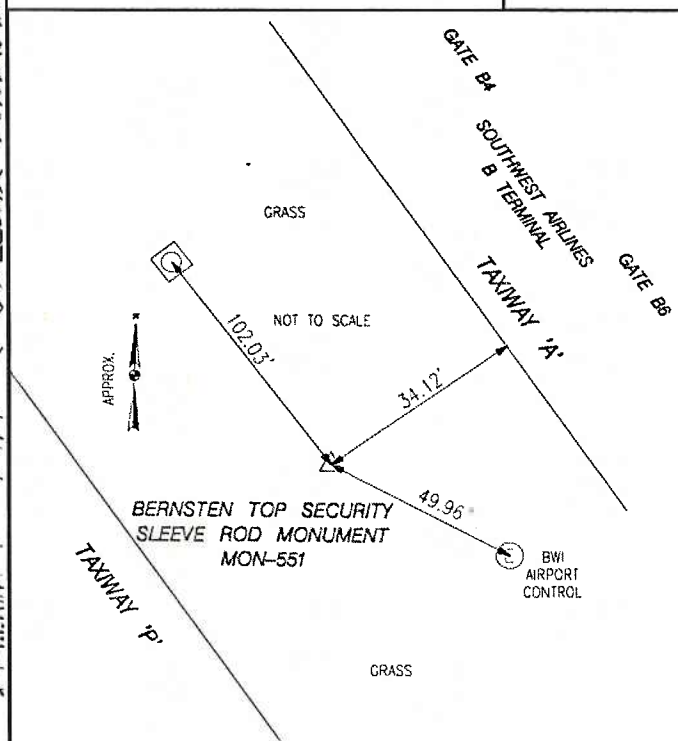 GATE B4
SOUTHWEST AIRLINES
B TERMINAL
GATE B6
GRASS
TAXIWAY 'A'
NOT TO SCALE
102.03'
APPROX.
34.12'
49.96
BERNSTEN TOP SECURITY
SLEEVE ROD MONUMENT
MON-551
BWI
AIRPORT
CONTROL
TAXIWAY 'P'
GRASS